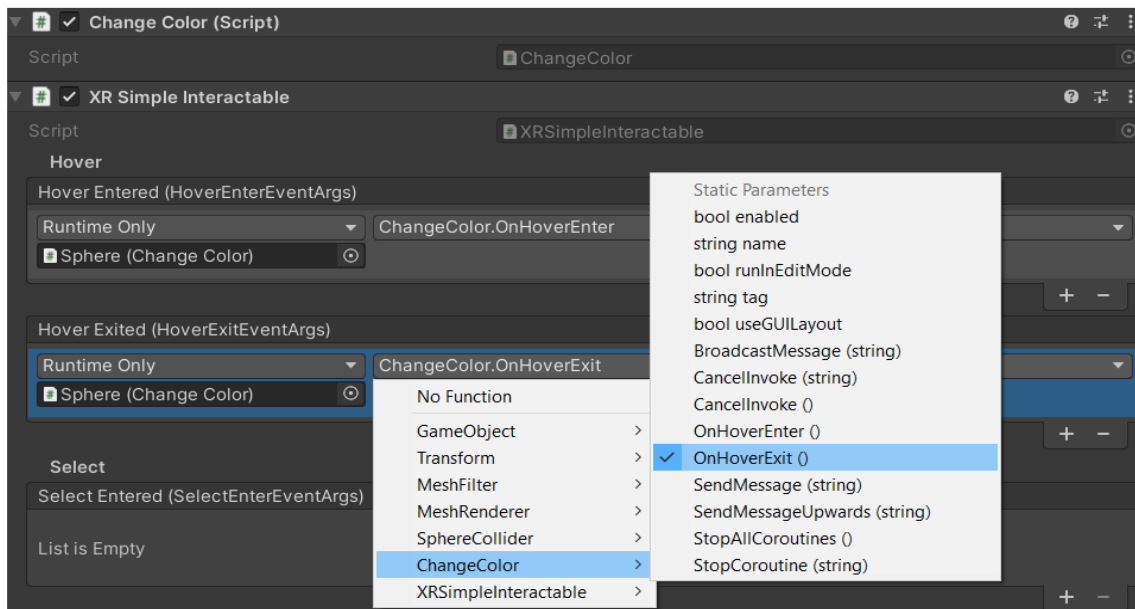 Change Color (Script)
Script
ChangeColor
XR Simple Interactable
Script
XRSimpleInteractable
Hover
Hover Entered (HoverEnterEventArgs)
Runtime Only
ChangeColor.OnHoverEnter
Sphere (Change Color)
Hover Exited (HoverExitEventArgs)
Runtime Only
ChangeColor.OnHoverExit
Sphere (Change Color)
Select
Select Entered (SelectEnterEventArgs)
List is Empty
No Function
GameObject
Transform
MeshFilter
MeshRenderer
SphereCollider
ChangeColor
XRSimpleInteractable
Static Parameters
bool enabled
string name
bool runInEditMode
string tag
bool useGUILayout
BroadcastMessage (string)
CancelInvoke (string)
CancelInvoke ()
OnHoverEnter ()
OnHoverExit ()
SendMessage (string)
SendMessageUpwards (string)
StopAllCoroutines ()
StopCoroutine (string)